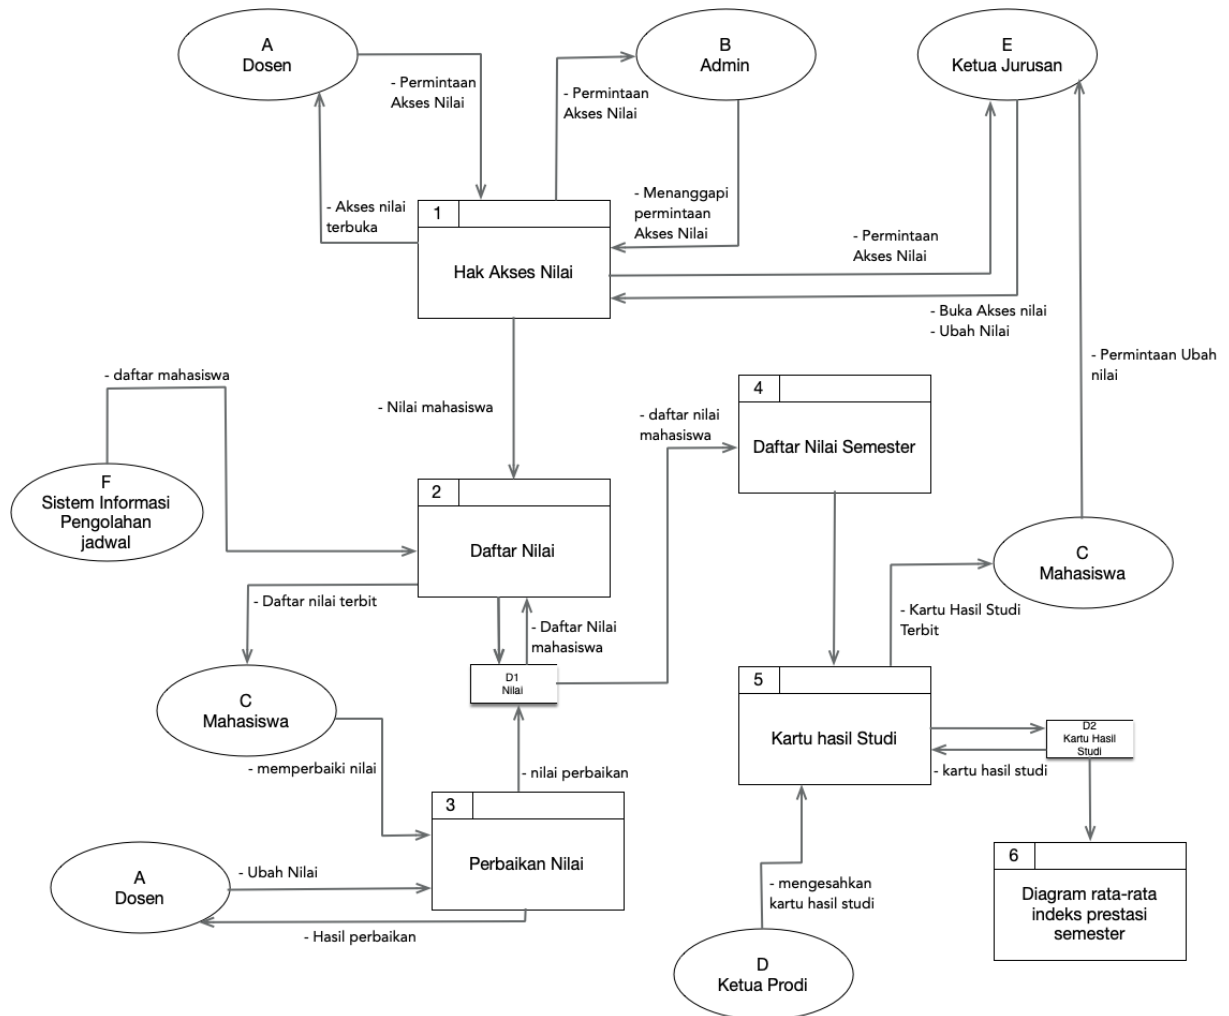 A
Dosen
B
Admin
E
Ketua Jurusan
- Permintaan
Akses Nilai
- Permintaan
Akses Nilai
- Akses nilai
terbuka
- Menanggapi
permintaan
Akses Nilai
1
Hak Akses Nilai
- Permintaan
Akses Nilai
- Buka Akses nilai
- Ubah Nilai
- Permintaan Ubah
nilai
- daftar mahasiswa
- Nilai mahasiswa
4
Daftar Nilai Semester
- daftar nilai
mahasiswa
F
Sistem Informasi
Pengolahan
jadwal
2
Daftar Nilai
C
Mahasiswa
- Daftar nilai terbit
- Daftar Nilai
mahasiswa
- Kartu Hasil Studi
Terbit
D1
Nilai
5
Kartu hasil Studi
C
Mahasiswa
D2
Kartu Hasil
Studi
- memperbaiki nilai
- nilai perbaikan
- kartu hasil studi
3
Perbaikan Nilai
A
Dosen
- Ubah Nilai
- Hasil perbaikan
- mengesahkan
kartu hasil studi
6
Diagram rata-rata
indeks prestasi
semester
D
Ketua Prodi